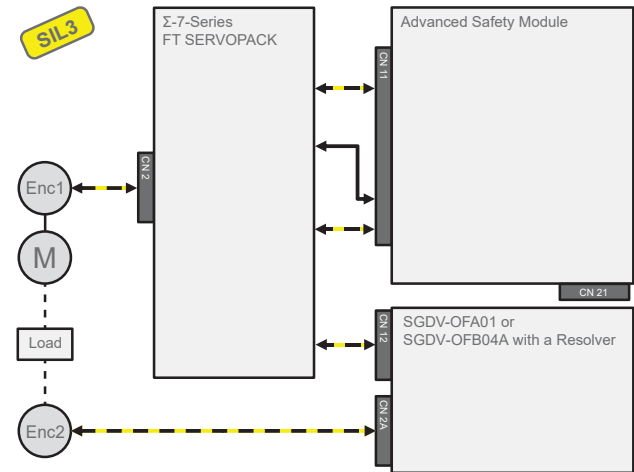 SIL3
Σ-7-Series
FT SERVOPACK
Advanced Safety Module
CN 11
CN 2
Enc1
M
CN 21
Load
CN 12
SGDV-OFA01 or
SGDV-OFB04A with a Resolver
CN 2A
Enc2